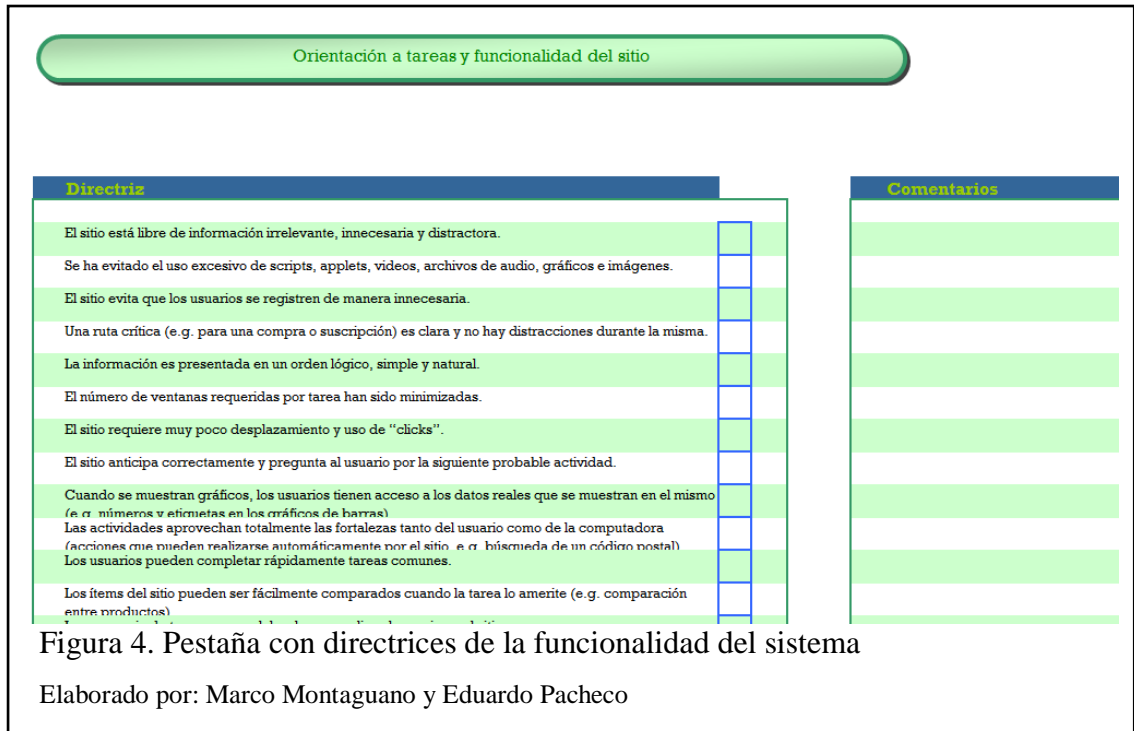 Orientación a tareas y funcionalidad del sitio
Directriz
Comentarios
El sitio está libre de información irrelevante, innecesaria y distractora.
Se ha evitado el uso excesivo de scripts, applets, videos, archivos de audio, gráficos e imágenes.
El sitio evita que los usuarios se registren de manera innecesaria.
Una ruta crítica (e.g. para una compra o suscripción) es clara y no hay distracciones durante la misma.
La información es presentada en un orden lógico, simple y natural.
El número de ventanas requeridas por tarea han sido minimizadas.
El sitio requiere muy poco desplazamiento y uso de “clicks”.
El sitio anticipa correctamente y pregunta al usuario por la siguiente probable actividad.
Cuando se muestran gráficos, los usuarios tienen acceso a los datos reales que se muestran en el mismo
(e.g. números y etiquetas en los gráficos de barras)
Las actividades aprovechan totalmente las fortalezas tanto del usuario como de la computadora
(acciones que pueden realizarse automáticamente por el sitio, e.g. búsqueda de un código postal)
Los usuarios pueden completar rápidamente tareas comunes.
Los ítems del sitio pueden ser fácilmente comparados cuando la tarea lo amerite (e.g. comparación
entre productos)
Figura 4. Pestaña con directrices de la funcionalidad del sistema
Elaborado por: Marco Montaguano y Eduardo Pacheco